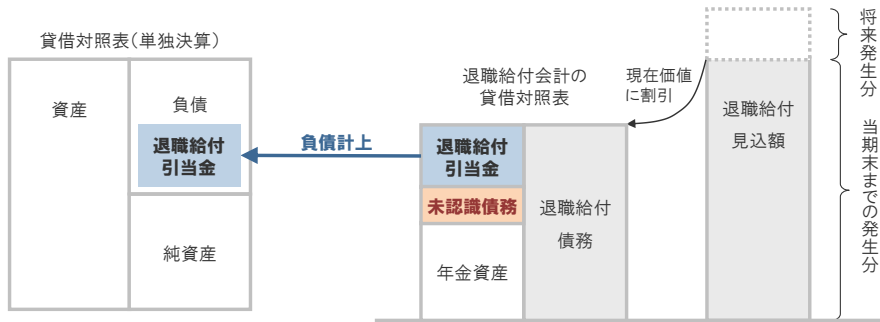 貸借対照表（単独決算）
資産
負債
退職給付
引当金
純資産
負債計上
退職給付会計の
貸借対照表
退職給付
引当金
未認識債務
年金資産
退職給付
債務
現在価値
に割引
退職給付
見込額
将来発生分
当期末までの発生分